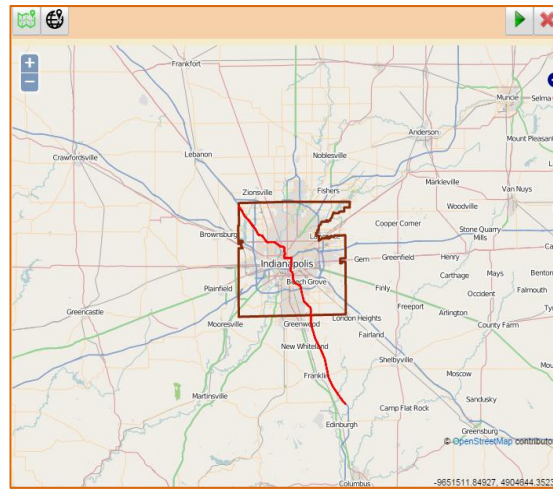 +
Frankfort
−
Muncie
Selma
Anderson
Mount Pleasant
Crawfordsville
Lebanon
Noblesville
Markleville
Van Nuys
Zionsville
Fishers
Woodville
Brownsburg
Cooper Corner
Stone Quarry
Mills
Indianapolis
Gem
Greenfield
Henry
Carthage
Mays
Benton
Plainfield
Beech Grove
Finly
Occident
Falmouth
Greencastle
Freeport
Arlington
Mooresville
Greenwood
London Heights
County Farm
Fairland
New Whiteland
Shelbyville
Franklin
Moscow
Martinsville
Camp Flat Rock
Sandusky
Edinburgh
Greensburg
© OpenStreetMap contributo
Columbus
-9651511.84927, 4904644.3523